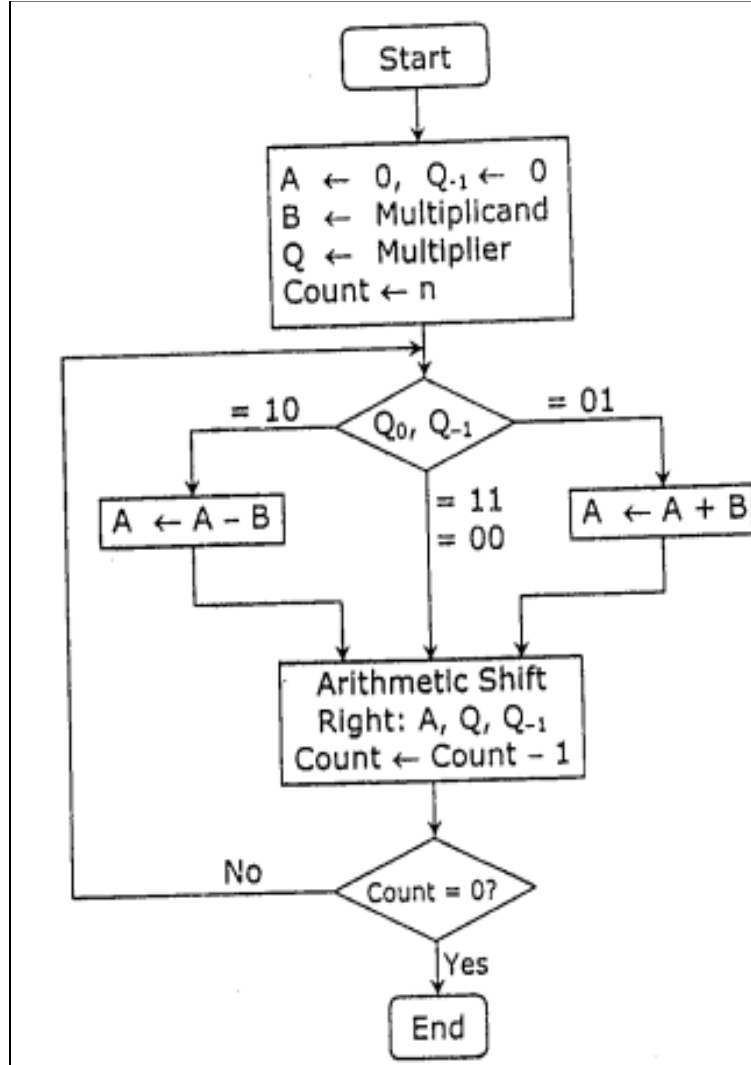 Start
A ← 0, Q₋₁ ← 0
B ← Multiplicand
Q ← Multiplier
Count ← n
= 10
Q₀, Q₋₁
= 01
A ← A – B
= 11
= 00
A ← A + B
Arithmetic Shift
Right: A, Q, Q₋₁
Count ← Count – 1
No
Count = 0?
Yes
End